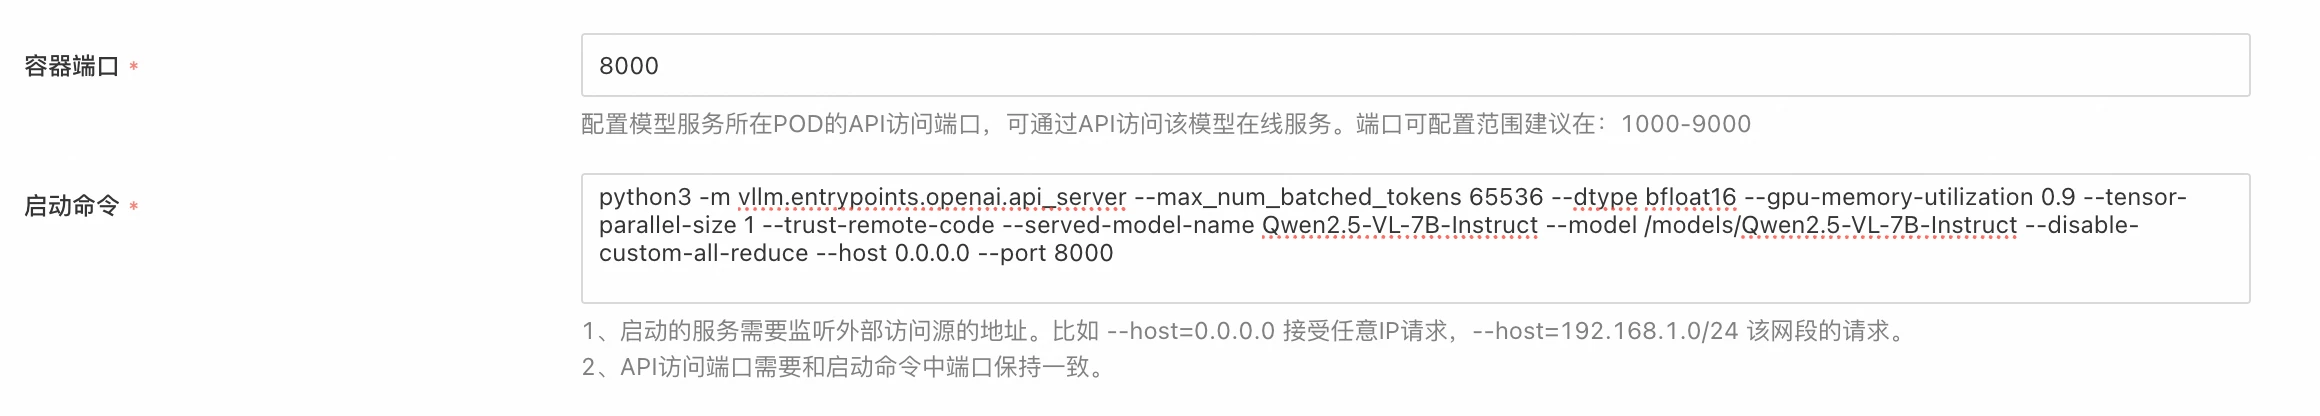 容器端口 *
8000
配置模型服务所在POD的API访问端口，可通过API访问该模型在线服务。端口可配置范围建议在：1000-9000
启动命令 *
python3 -m vllm.entrypoints.openai.api_server --max_num_batched_tokens 65536 --dtype bfloat16 --gpu-memory-utilization 0.9 --tensor-
parallel-size 1 --trust-remote-code --served-model-name Qwen2.5-VL-7B-Instruct --model /models/Qwen2.5-VL-7B-Instruct --disable-
custom-all-reduce --host 0.0.0.0 --port 8000
1、启动的服务需要监听外部访问源的地址。比如 --host=0.0.0.0 接受任意IP请求，--host=192.168.1.0/24 该网段的请求。
2、API访问端口需要和启动命令中端口保持一致。